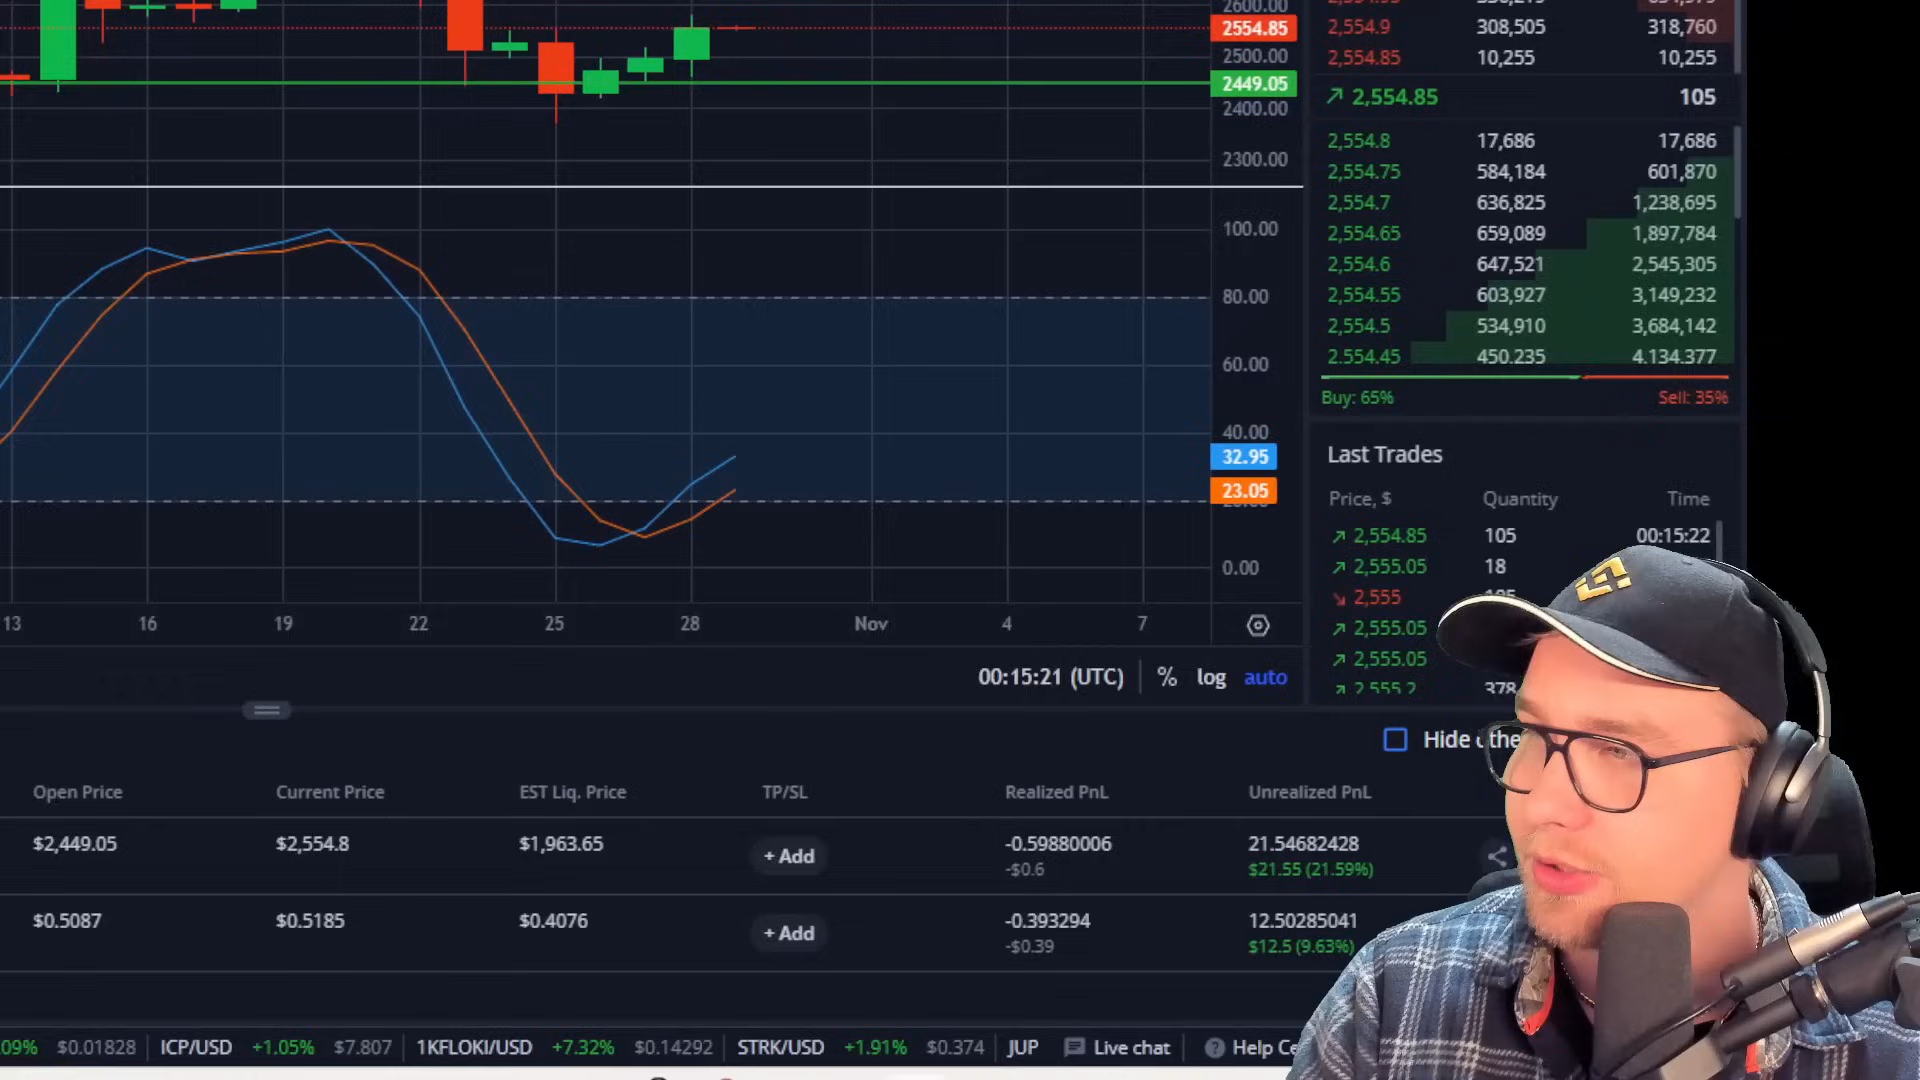 2600.00
2554.85
2500.00
2449.05
2400.00
2300.00
100.00
80.00
60.00
40.00
32.95
23.05
0.00
13 16 19 22 25 28 Nov 4 7
00:15:21 (UTC) % log auto
2,554.9 308,505 318,760
2,554.85 10,255 10,255
2,554.85 105
2,554.8 17,686 17,686
2,554.75 584,184 601,870
2,554.7 636,825 1,238,695
2,554.65 659,089 1,897,784
2,554.6 647,521 2,545,305
2,554.55 603,927 3,149,232
2,554.5 534,910 3,684,142
2,554.45 450,235 4,134,377
Buy: 65% Sell: 35%
Last Trades
Price, $ Quantity Time
2,554.85 105 00:15:22
2,555.05 18
2,555
2,555.05
2,555.05
2,555.2 378
Hide
Open Price Current Price EST Liq. Price TP/SL Realized PnL Unrealized PnL
$2,449.05 $2,554.8 $1,963.65 + Add -0.59880006 21.54682428
-$0.6 $21.55 (21.59%)
$0.5087 $0.5185 $0.4076 + Add -0.393294 12.50285041
-$0.39 $12.5 (9.63%)
09% $0.01828 ICP/USD +1.05% $7.807 1KFLOKI/USD +7.32% $0.14292 STRK/USD +1.91% $0.374 JUP Live chat Help